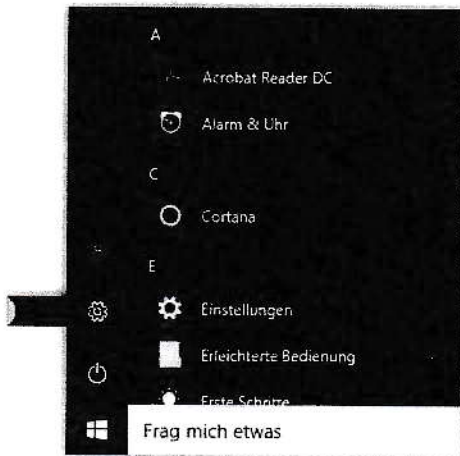 A
Acrobat Reader DC
Alarm & Uhr
C
Cortana
E
Einstellungen
Erleichterte Bedienung
Erste Schritte
Frag mich etwas